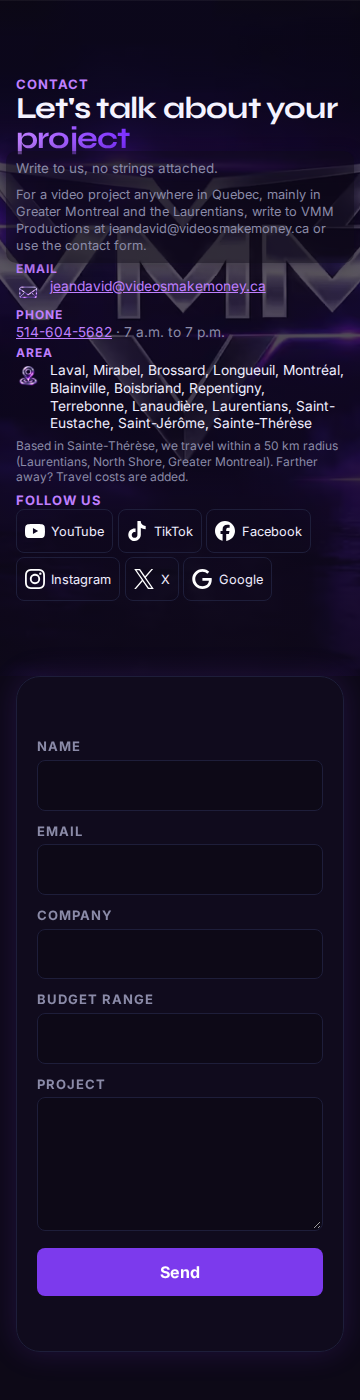 CONTACT
Let's talk about your
project
Write to us, no strings attached.
For a video project anywhere in Quebec, mainly in
Greater Montreal and the Laurentians, write to VMM
Productions at jeandavid@videosmakemoney.ca or
use the contact form.
EMAIL
jeandavid@videosmakemoney.ca
PHONE
514-604-5682 · 7 a.m. to 7 p.m.
AREA
Laval, Mirabel, Brossard, Longueuil, Montréal,
Blainville, Boisbriand, Repentigny,
Terrebonne, Lanaudière, Laurentians, Saint-
Eustache, Saint-Jérôme, Sainte-Thérèse
Based in Sainte-Thérèse, we travel within a 50 km radius
(Laurentians, North Shore, Greater Montreal). Farther
away? Travel costs are added.
FOLLOW US
YouTube TikTok Facebook
Instagram X Google
NAME
EMAIL
COMPANY
BUDGET RANGE
PROJECT
Send